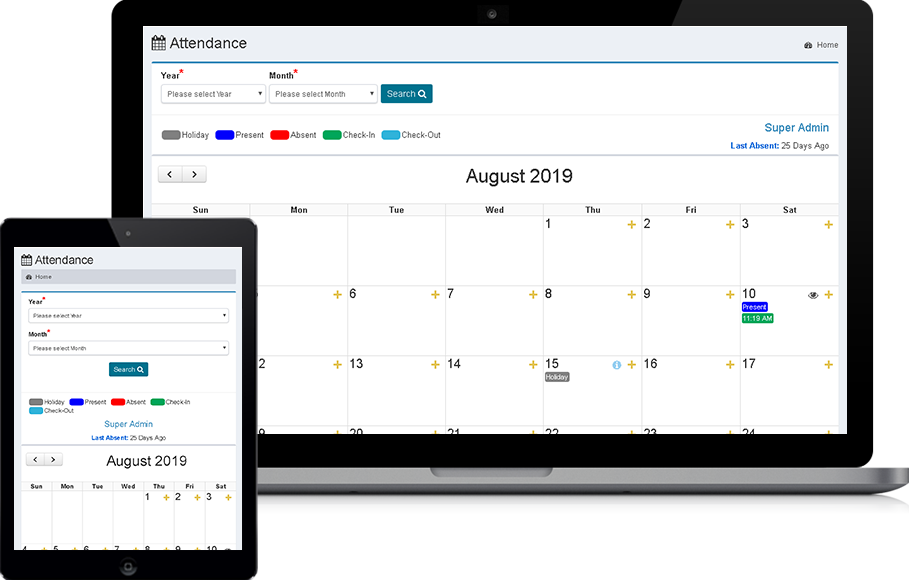 Attendance
Home
Year*
Month*
Please select Year
Please select Month
Search
Holiday
Present
Absent
Check-In
Check-Out
Super Admin
Last Absent: 25 Days Ago
August 2019
Sun Mon Tue Wed Thu Fri Sat
1 2 3
6 7 8 9 10
Present
11:19 AM
2 13 14 15 16 17
Holiday
20 21 22 23 24
Attendance
Home
Year*
Please select Year
Month*
Please select Month
Search
Holiday Present Absent Check-In
Check-Out
Super Admin
Last Absent: 25 Days Ago
August 2019
Sun Mon Tue Wed Thu Fri Sat
1 2 3
4 5 6 7 8 9 10